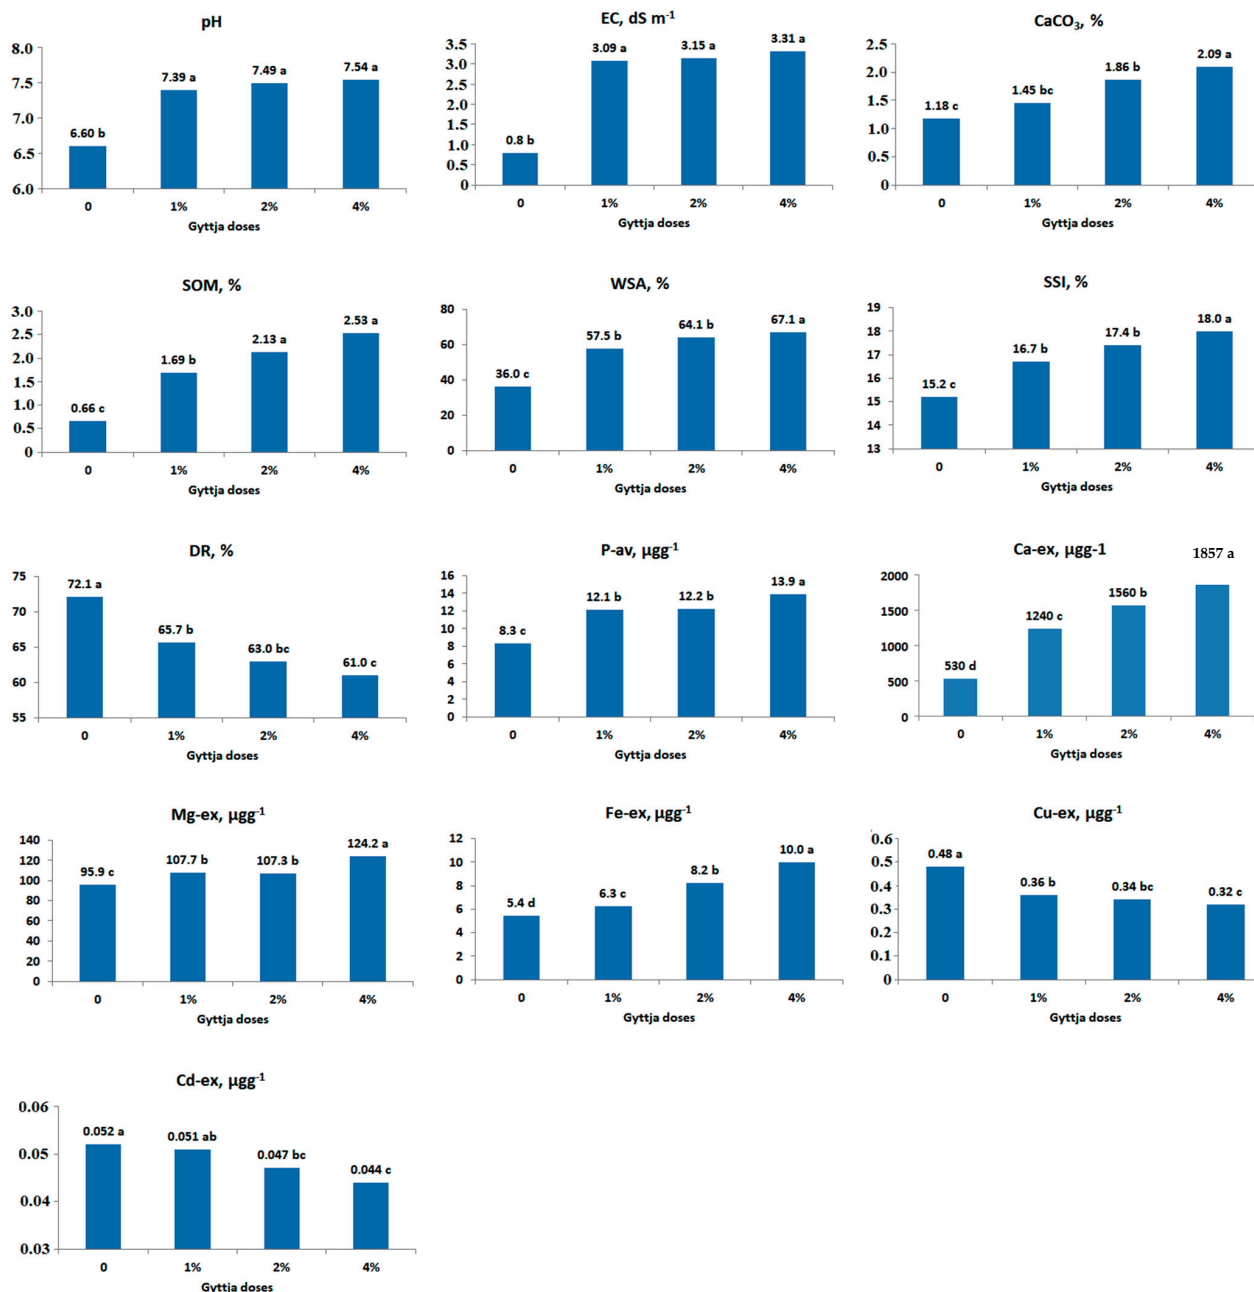 pH
8.0
7.5
7.0
6.5
6.0
6.60 b
7.39 a
7.49 a
7.54 a
0 1% 2% 4%
Gyttja doses
EC, dS m⁻¹
3.5
3.0
2.5
2.0
1.5
1.0
0.5
0
0.8 b
3.09 a
3.15 a
3.31 a
0 1% 2% 4%
Gyttja doses
CaCO₃, %
2.5
2.0
1.5
1.0
0.5
0
1.18 c
1.45 bc
1.86 b
2.09 a
0 1% 2% 4%
Gyttja doses
SOM, %
3.0
2.5
2.0
1.5
1.0
0.5
0
0.66 c
1.69 b
2.13 a
2.53 a
0 1% 2% 4%
Gyttja doses
WSA, %
80
60
40
20
0
36.0 c
57.5 b
64.1 b
67.1 a
0 1% 2% 4%
Gyttja doses
SSI, %
19
18
17
16
15
14
13
15.2 c
16.7 b
17.4 b
18.0 a
0 1% 2% 4%
Gyttja doses
DR, %
75
70
65
60
55
72.1 a
65.7 b
63.0 bc
61.0 c
0 1% 2% 4%
Gyttja doses
P-av, µgg⁻¹
16
14
12
10
8
6
4
2
0
8.3 c
12.1 b
12.2 b
13.9 a
0 1% 2% 4%
Gyttja doses
Ca-ex, µgg-1
2000
1500
1000
500
0
530 d
1240 c
1560 b
1857 a
0 1% 2% 4%
Gyttja doses
Mg-ex, µgg⁻¹
140
120
100
80
60
40
20
0
95.9 c
107.7 b
107.3 b
124.2 a
0 1% 2% 4%
Gyttja doses
Fe-ex, µgg⁻¹
12
10
8
6
4
2
0
5.4 d
6.3 c
8.2 b
10.0 a
0 1% 2% 4%
Gyttja doses
Cu-ex, µgg⁻¹
0.6
0.5
0.4
0.3
0.2
0.1
0
0.48 a
0.36 b
0.34 bc
0.32 c
0 1% 2% 4%
Gyttja doses
Cd-ex, µgg⁻¹
0.06
0.05
0.04
0.03
0.052 a
0.051 ab
0.047 bc
0.044 c
0 1% 2% 4%
Gyttja doses